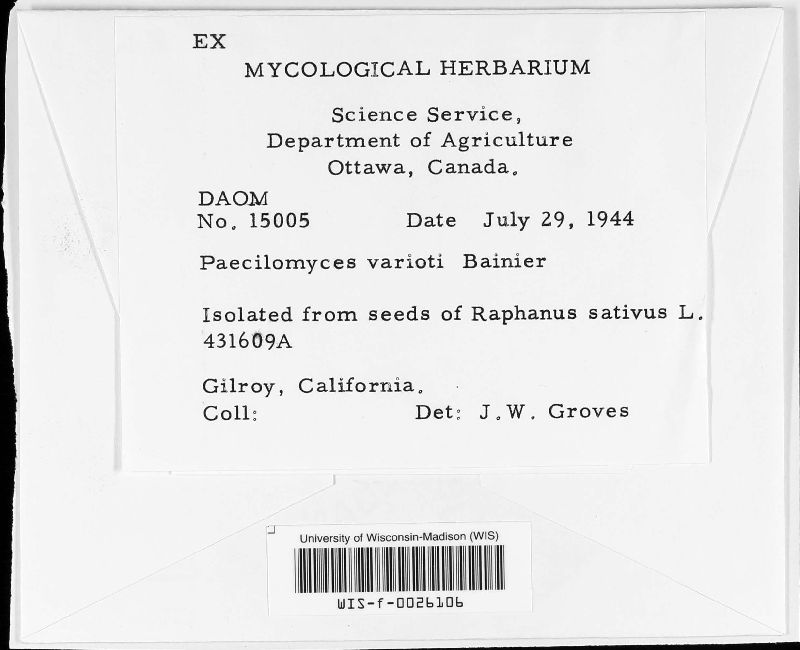 EX
MYCOLOGICAL HERBARIUM
Science Service,
Department of Agriculture
Ottawa, Canada.
DAOM
No. 15005 Date July 29, 1944
Paecilomyces varioti Bainier
Isolated from seeds of Raphanus sativus L.
431609A
Gilroy, California.
Coll: Det: J.W. Groves
University of Wisconsin-Madison (WIS)
WIS-f-0026106